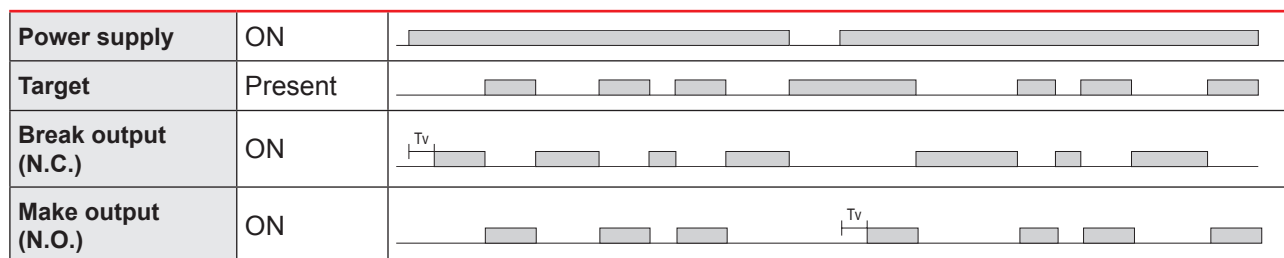 Power supply ON
Target Present
Break output
(N.C.) ON
Tv
Make output
(N.O.) ON
Tv